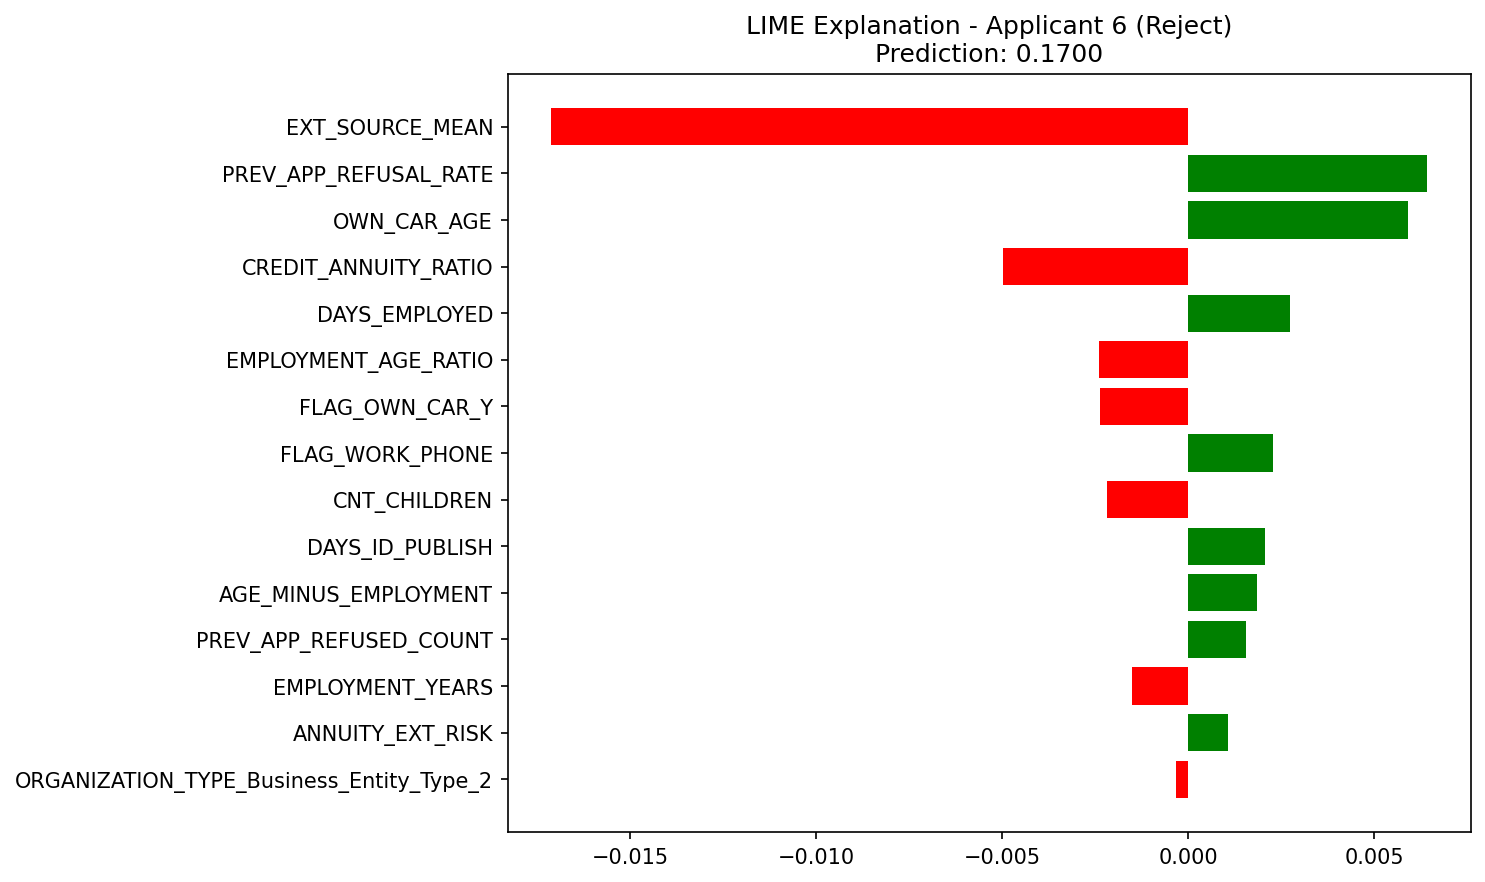 LIME Explanation - Applicant 6 (Reject)
Prediction: 0.1700
EXT_SOURCE_MEAN
PREV_APP_REFUSAL_RATE
OWN_CAR_AGE
CREDIT_ANNUITY_RATIO
DAYS_EMPLOYED
EMPLOYMENT_AGE_RATIO
FLAG_OWN_CAR_Y
FLAG_WORK_PHONE
CNT_CHILDREN
DAYS_ID_PUBLISH
AGE_MINUS_EMPLOYMENT
PREV_APP_REFUSED_COUNT
EMPLOYMENT_YEARS
ANNUITY_EXT_RISK
ORGANIZATION_TYPE_Business_Entity_Type_2
−0.015 −0.010 −0.005 0.000 0.005